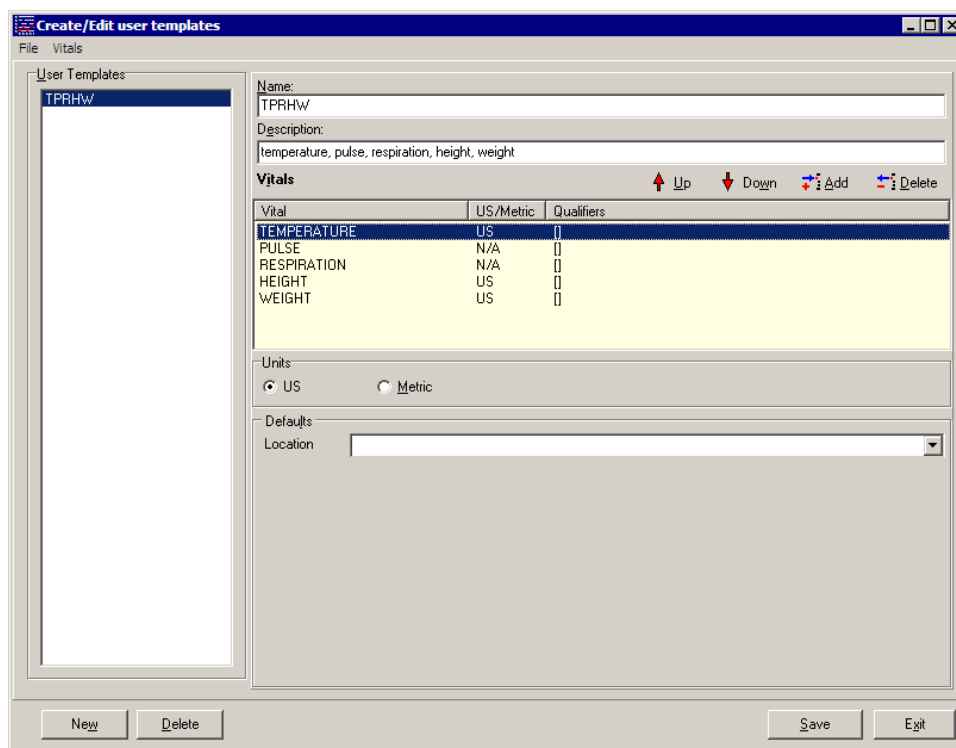 Create/Edit user templates
File Vitals
User Templates
TPRHW
Name:
TPRHW
Description:
temperature, pulse, respiration, height, weight
Vitals Up Down Add Delete
Vital US/Metric Qualifiers
TEMPERATURE US []
PULSE N/A []
RESPIRATION N/A []
HEIGHT US []
WEIGHT US []
Units
US Metric
Defaults
Location
New Delete Save Exit